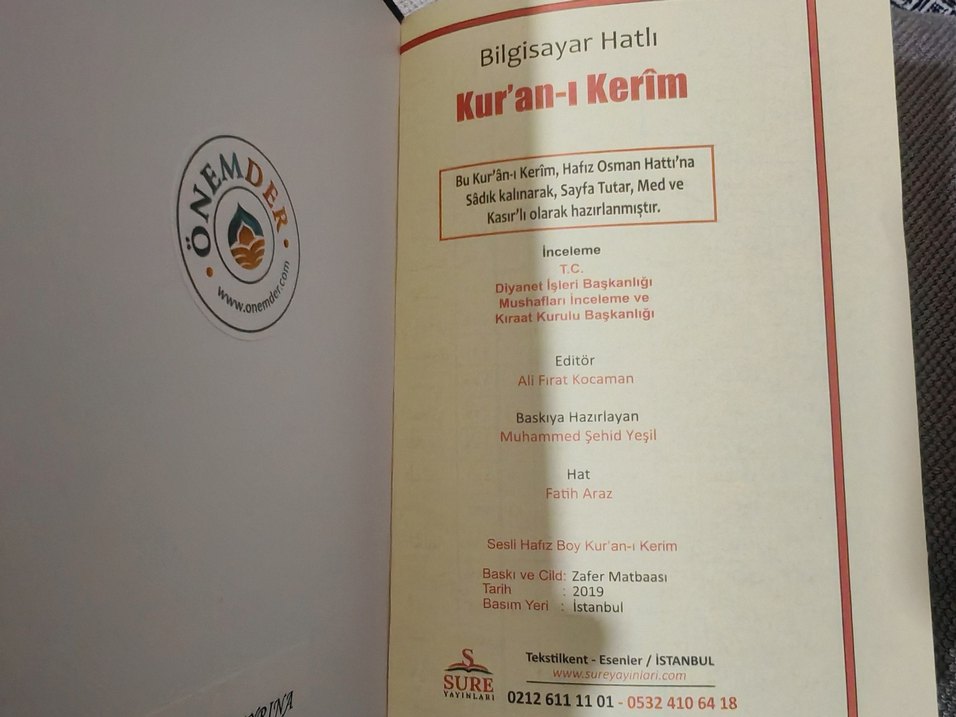 ÖNEMDER
www.onemder.com
Bilgisayar Hatlı
Kur'an-ı Kerîm
Bu Kur'ân-ı Kerîm, Hafız Osman Hattı'na
Sâdık kalınarak, Sayfa Tutar, Med ve
Kasır'lı olarak hazırlanmıştır.
İnceleme
T.C.
Diyanet İşleri Başkanlığı
Mushafları İnceleme ve
Kıraat Kurulu Başkanlığı
Editör
Ali Fırat Kocaman
Baskıya Hazırlayan
Muhammed Şehid Yeşil
Hat
Fatih Araz
Sesli Hafız Boy Kur'an-ı Kerim
Baskı ve Cild: Zafer Matbaası
Tarih : 2019
Basım Yeri : İstanbul
S
SURE
YAYINLARI
Tekstilkent - Esenler / İSTANBUL
www.sureyayinlari.com
0212 611 11 01 - 0532 410 64 18